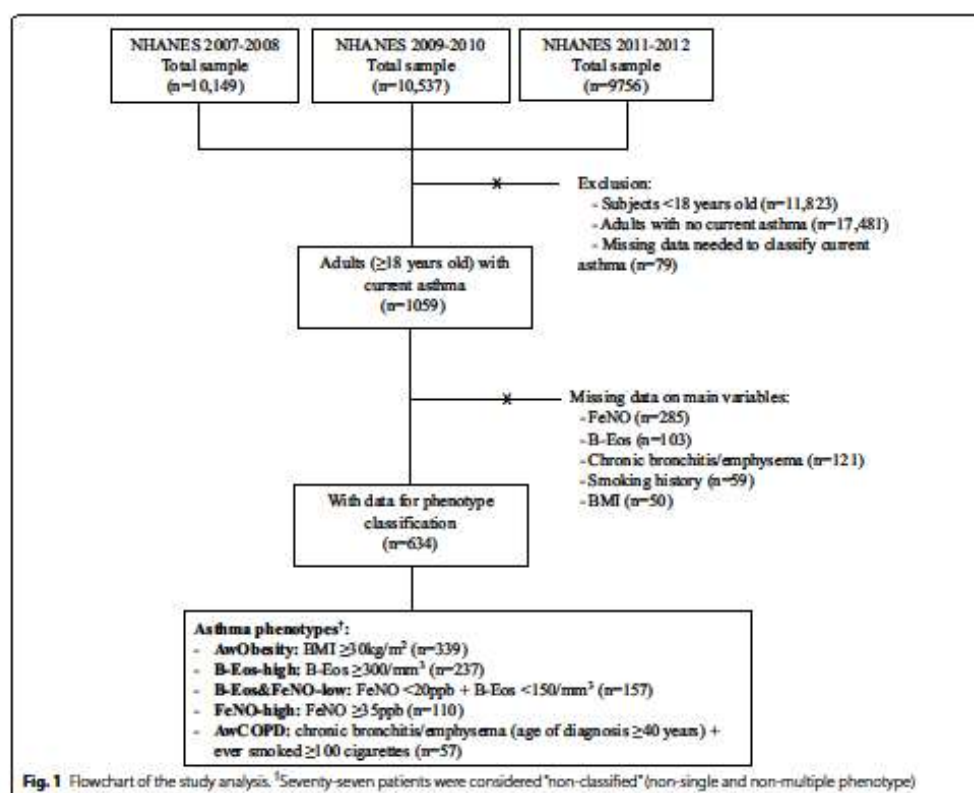 NHANES 2007-2008
Total sample
(n=10,149)
NHANES 2009-2010
Total sample
(n=10,537)
NHANES 2011-2012
Total sample
(n=9756)
Exclusion:
- Subjects <18 years old (n=11,823)
- Adults with no current asthma (n=17,481)
- Missing data needed to classify current
asthma (n=79)
Adults (≥18 years old) with
current asthma
(n=1059)
Missing data on main variables:
- FeNO (n=285)
- B-Eos (n=103)
- Chronic bronchitis/emphysema (n=121)
- Smoking history (n=59)
- BMI (n=50)
With data for phenotype
classification
(n=634)
Asthma phenotypes†:
- AwObesity: BMI ≥30kg/m² (n=339)
- B-Eos-high: B-Eos ≥300/mm³ (n=237)
- B-Eos&FeNO-low: FeNO <20ppb + B-Eos <150/mm³ (n=157)
- FeNO-high: FeNO ≥35ppb (n=110)
- AwCOPD: chronic bronchitis/emphysema (age of diagnosis ≥40 years) +
ever smoked ≥100 cigarettes (n=57)
Fig. 1 Flowchart of the study analysis. †Seventy-seven patients were considered "non-classified" (non-single and non-multiple phenotype)